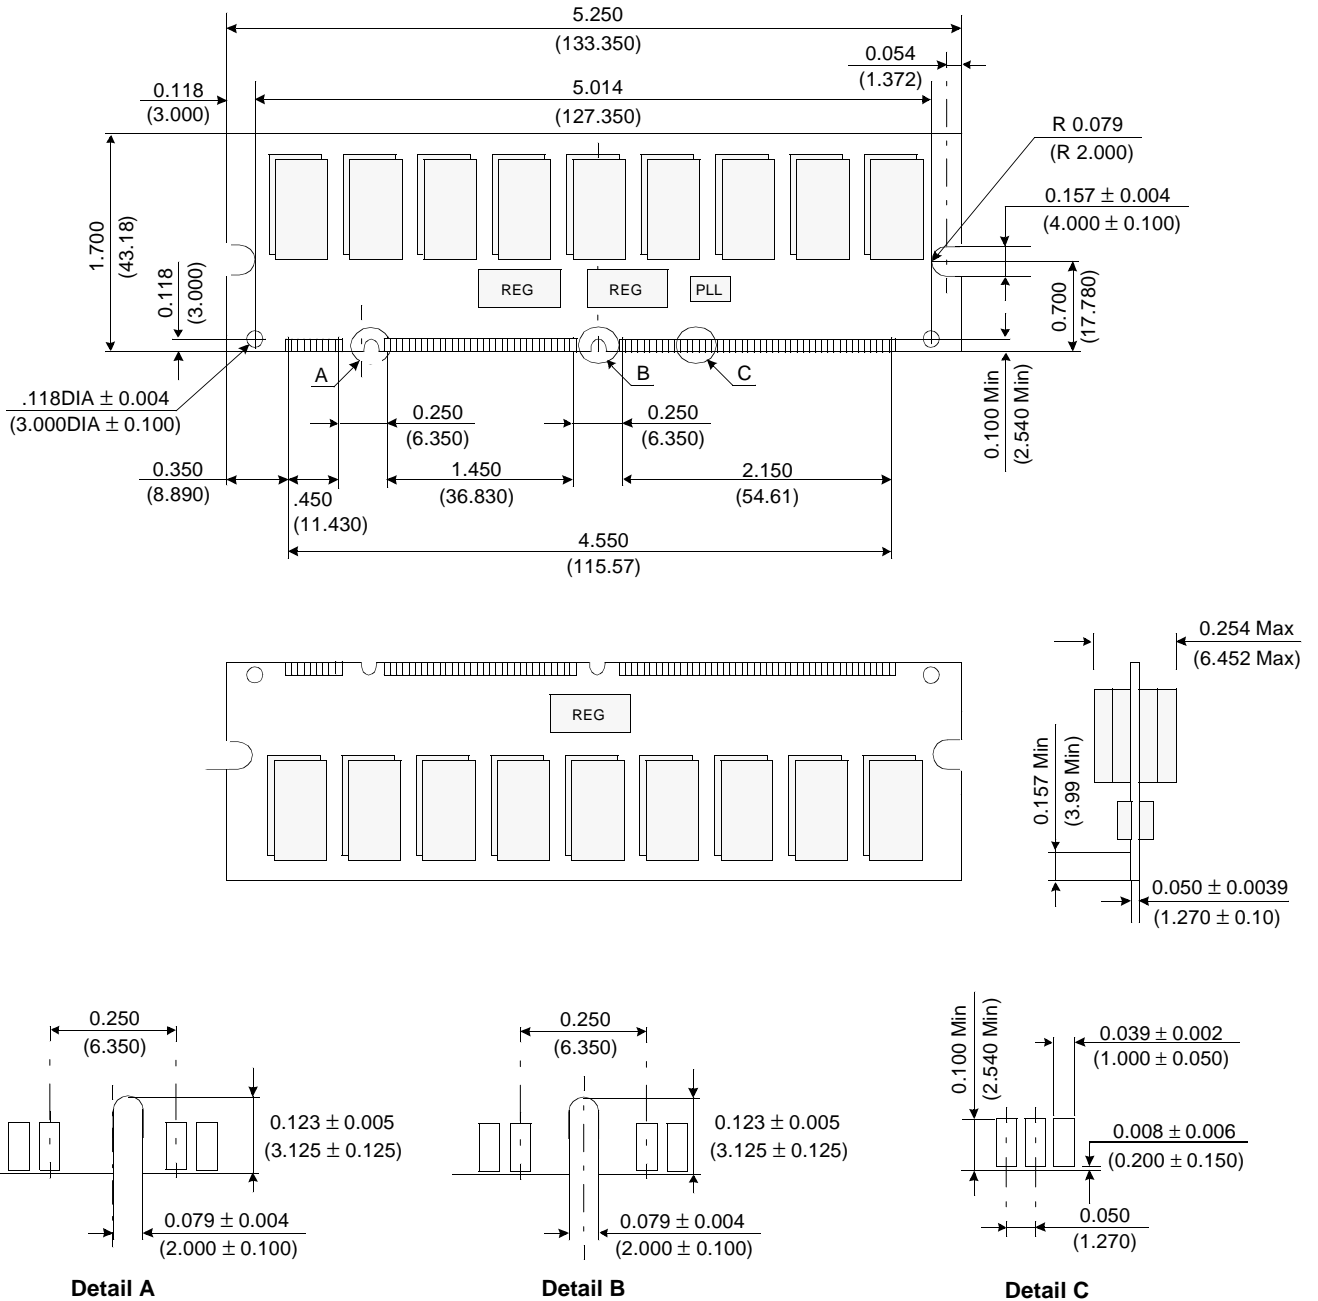 5.250
(133.350)
0.054
(1.372)
0.118
(3.000)
5.014
(127.350)
R 0.079
(R 2.000)
0.157 ± 0.004
(4.000 ± 0.100)
1.700
(43.18)
0.118
(3.000)
REG
REG
PLL
0.700
(17.780)
A
B
C
.118DIA ± 0.004
(3.000DIA ± 0.100)
0.100 Min
(2.540 Min)
0.250
(6.350)
0.250
(6.350)
0.350
(8.890)
.450
(11.430)
1.450
(36.830)
2.150
(54.61)
4.550
(115.57)
0.254 Max
(6.452 Max)
REG
0.157 Min
(3.99 Min)
0.050 ± 0.0039
(1.270 ± 0.10)
0.250
(6.350)
0.123 ± 0.005
(3.125 ± 0.125)
0.079 ± 0.004
(2.000 ± 0.100)
Detail A
0.250
(6.350)
0.123 ± 0.005
(3.125 ± 0.125)
0.079 ± 0.004
(2.000 ± 0.100)
Detail B
0.100 Min
(2.540 Min)
0.039 ± 0.002
(1.000 ± 0.050)
0.008 ± 0.006
(0.200 ± 0.150)
0.050
(1.270)
Detail C